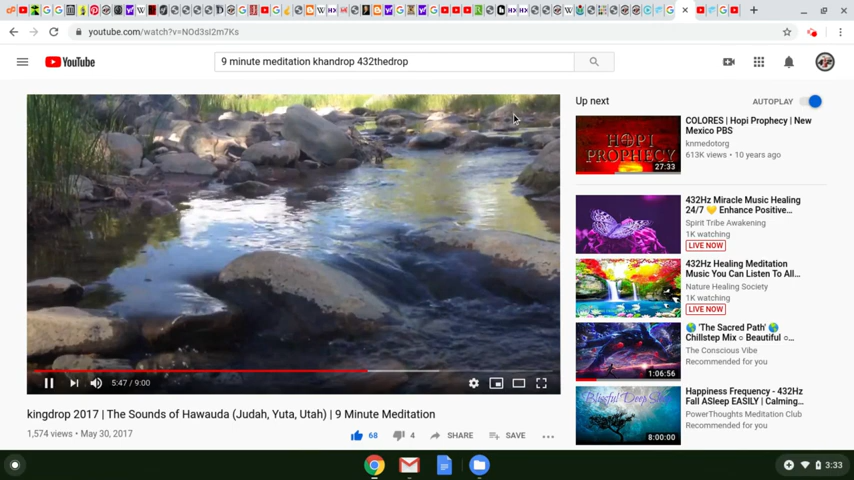 youtube.com/watch?v=NOd3sI2m7Ks
YouTube
9 minute meditation khandrop 432thedrop
Up next
AUTOPLAY
HOPI
PROPHECY
27:33
COLORES | Hopi Prophecy | New
Mexico PBS
knmedotorg
613K views • 10 years ago
432Hz Miracle Music Healing
24/7 💛 Enhance Positive...
Spirit Tribe Awakening
1K watching
LIVE NOW
432Hz Healing Meditation
Music You Can Listen To All...
Nature Healing Society
1K watching
LIVE NOW
🌎 'The Sacred Path' 🌎
Chillstep Mix ○ Beautiful ○...
The Conscious Vibe
Recommended for you
1:06:56
Happiness Frequency - 432Hz
Fall ASleep EASILY | Calming...
PowerThoughts Meditation Club
Recommended for you
Blissful Deep Sleep
8:00:00
5:47 / 9:00
kingdrop 2017 | The Sounds of Hawauda (Judah, Yuta, Utah) | 9 Minute Meditation
1,574 views • May 30, 2017
68
4
SHARE
SAVE
3:33